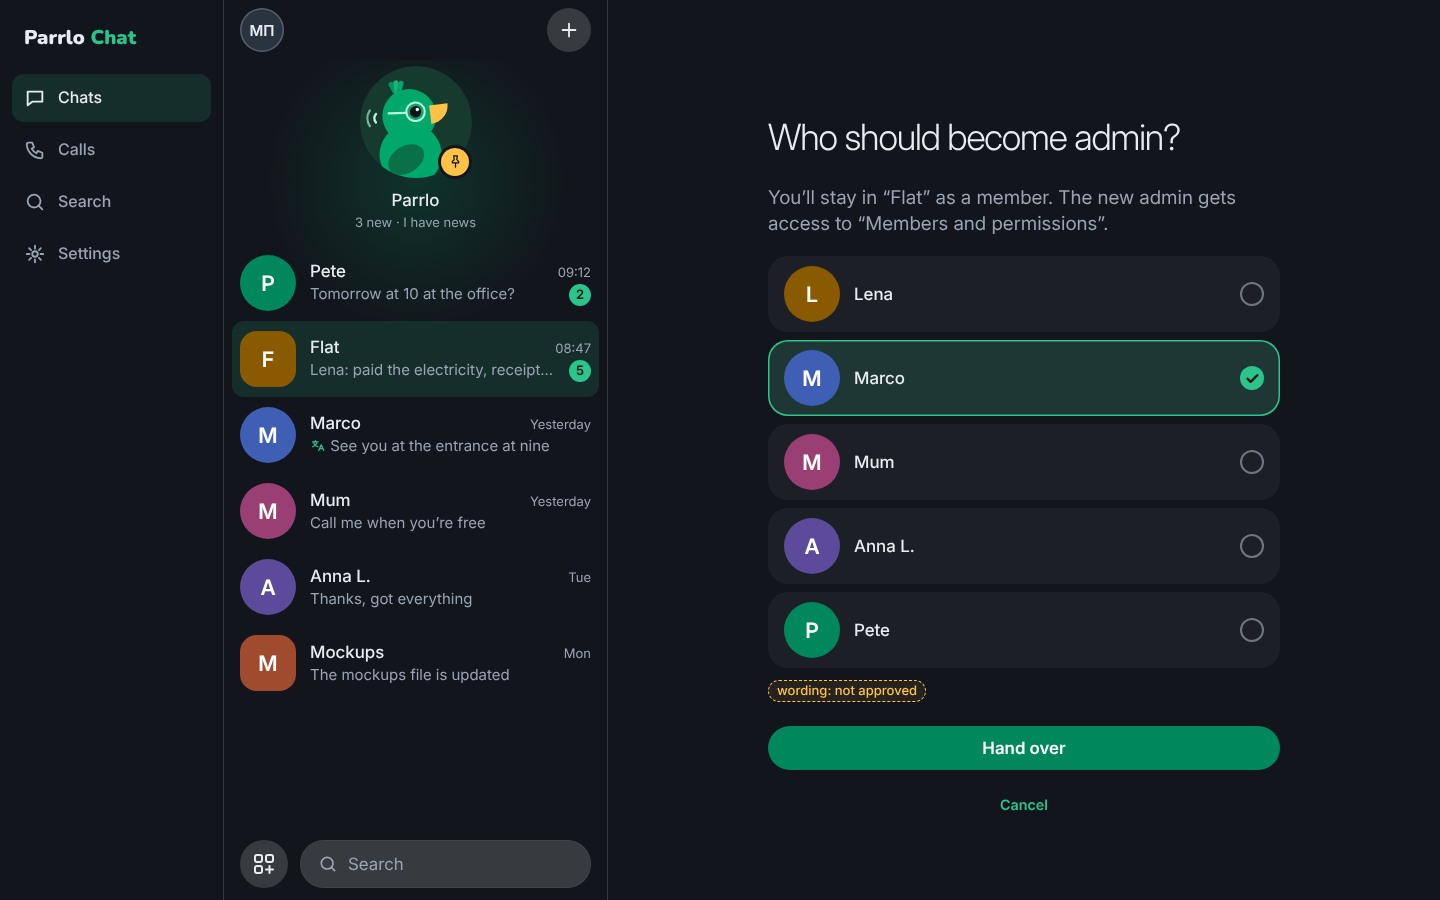 Parrlo Chat
Chats
Calls
Search
Settings
МП
Parrlo
3 new · I have news
P
Pete
09:12
Tomorrow at 10 at the office?
2
F
Flat
08:47
Lena: paid the electricity, receipt...
5
M
Marco
Yesterday
See you at the entrance at nine
M
Mum
Yesterday
Call me when you’re free
A
Anna L.
Tue
Thanks, got everything
M
Mockups
Mon
The mockups file is updated
Search
Who should become admin?
You’ll stay in “Flat” as a member. The new admin gets
access to “Members and permissions”.
L
Lena
M
Marco
M
Mum
A
Anna L.
P
Pete
wording: not approved
Hand over
Cancel